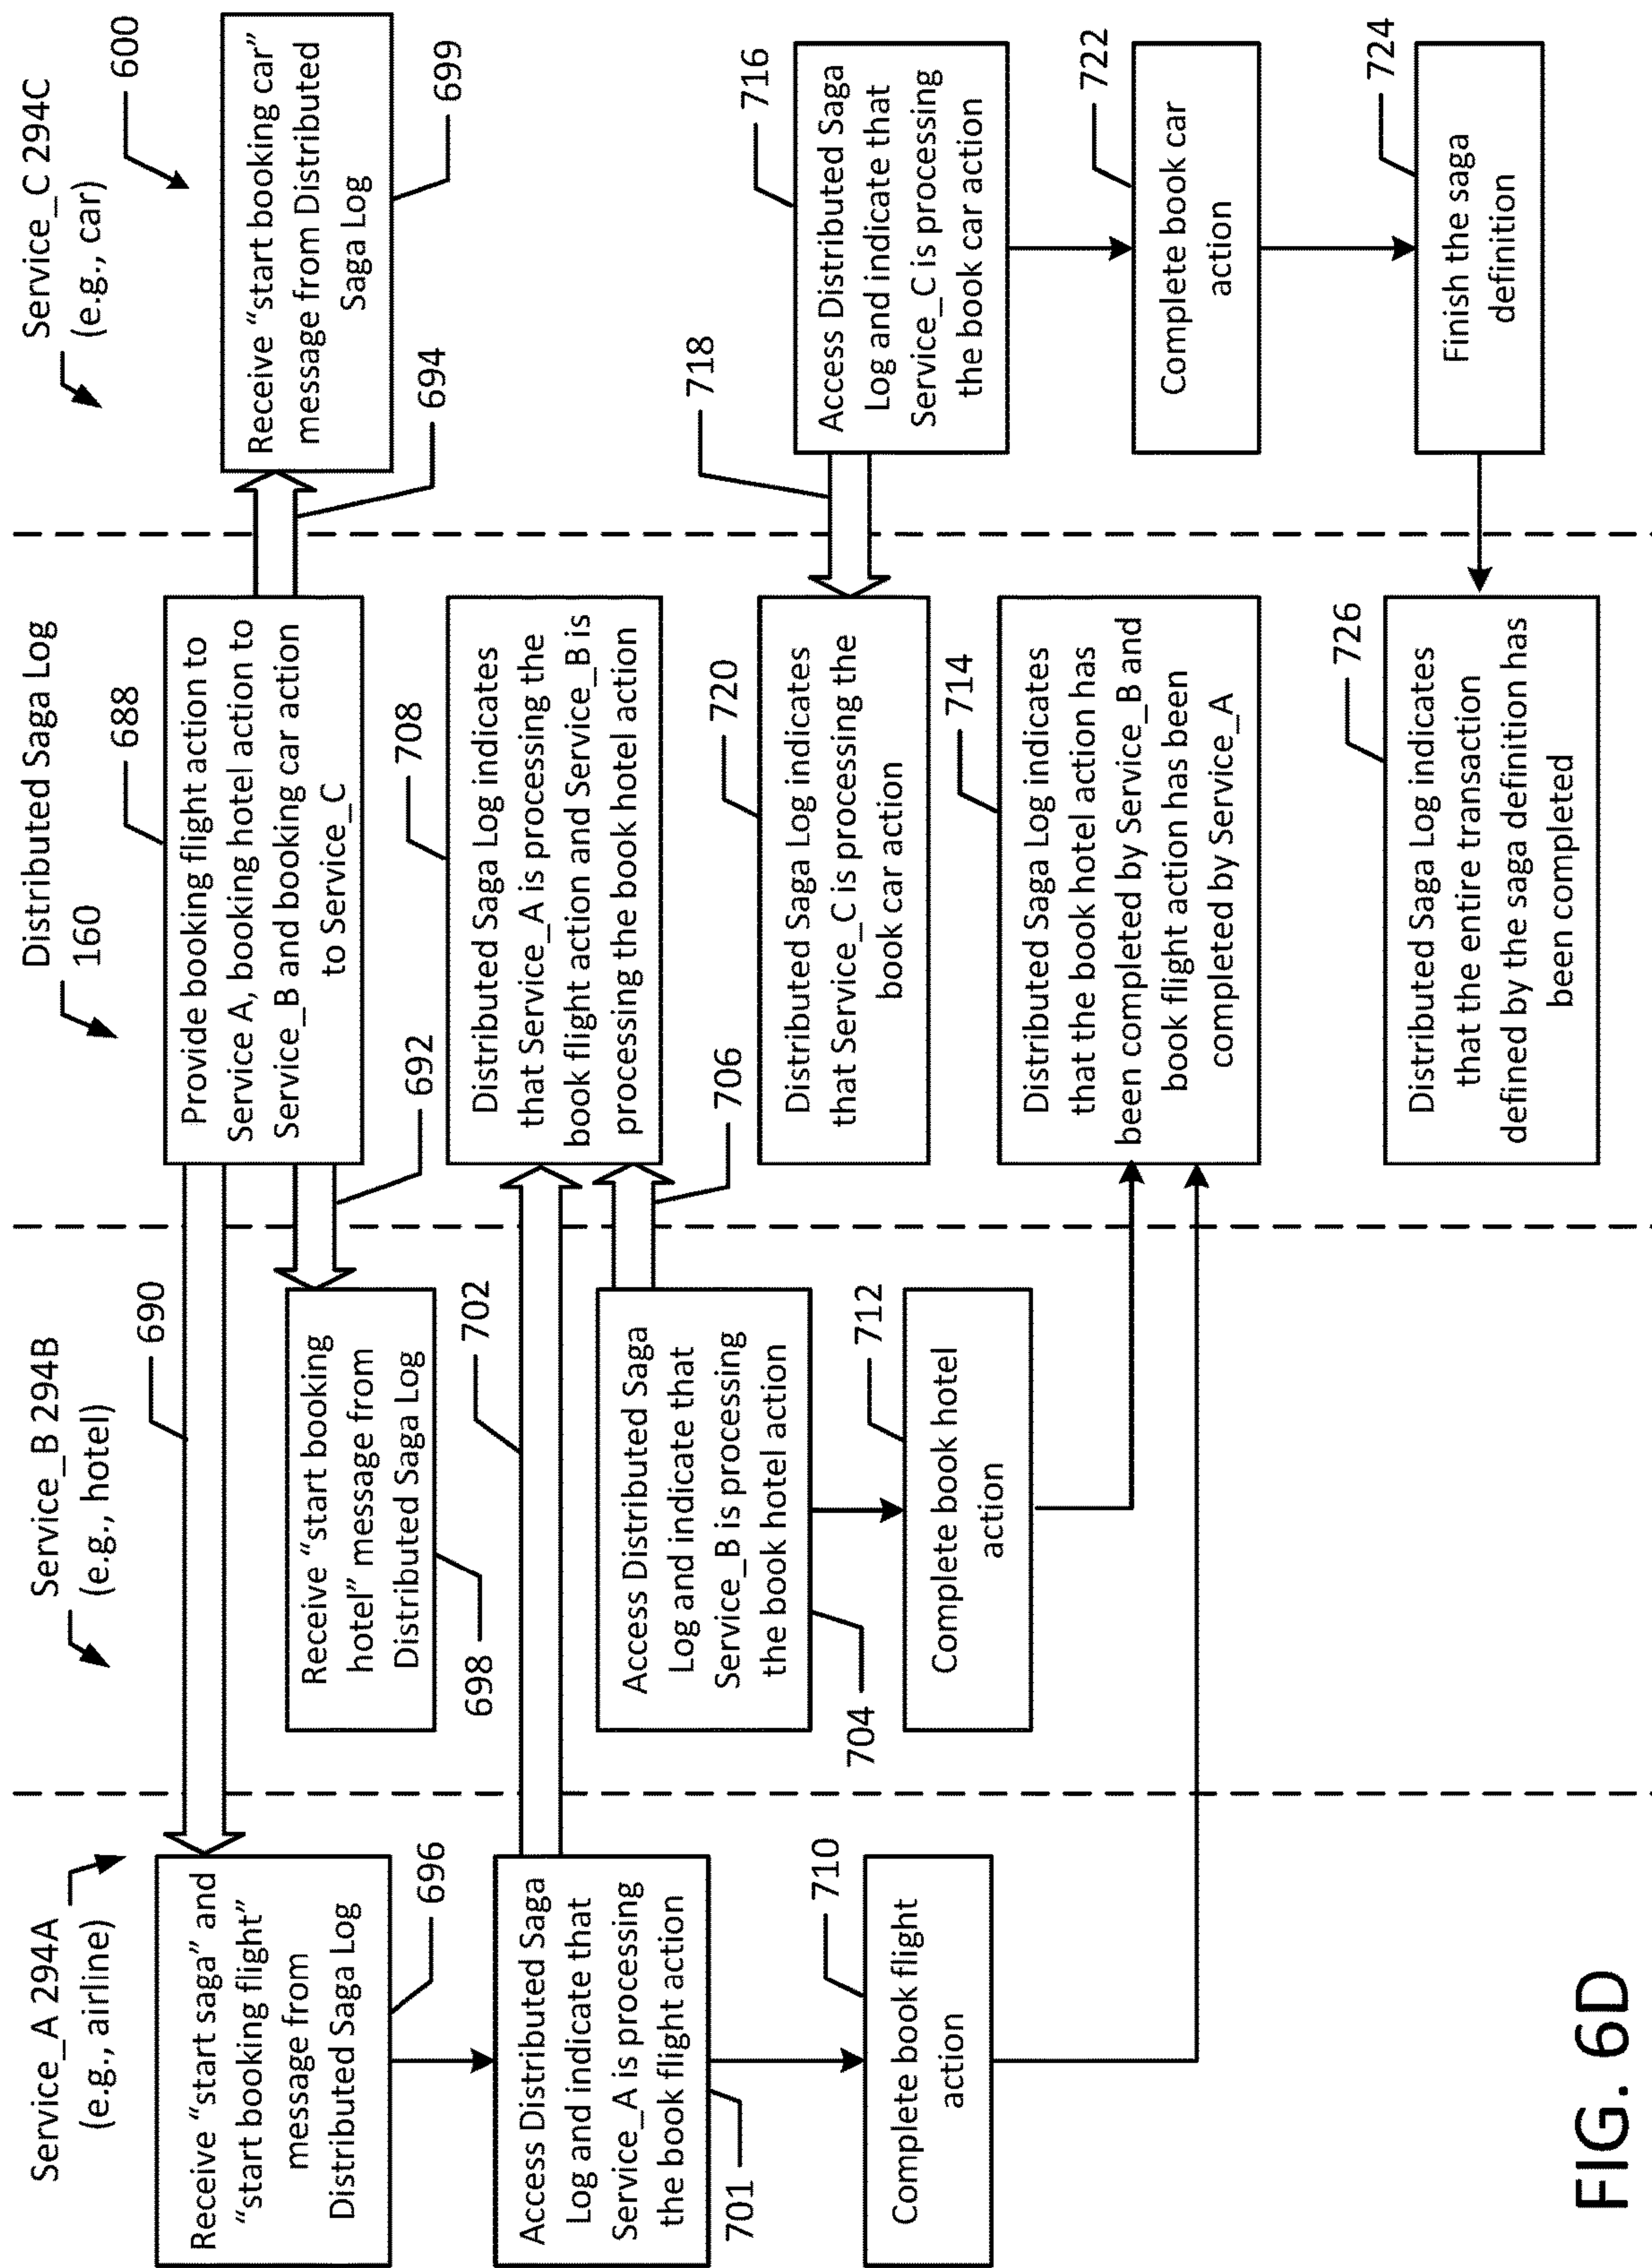 Service_A 294A
(e.g., airline)
Service_B 294B
(e.g., hotel)
Distributed Saga Log
160
Service_C 294C
(e.g., car)
600
Receive “start saga” and
“start booking flight”
message from
Distributed Saga Log
696
690
Provide booking flight action to
Service A, booking hotel action to
Service_B and booking car action
to Service_C
688
Receive “start booking car”
message from Distributed
Saga Log
699
694
692
Receive “start booking
hotel” message from
Distributed Saga Log
698
Access Distributed Saga
Log and indicate that
Service_A is processing
the book flight action
701
702
Distributed Saga Log indicates
that Service_A is processing the
book flight action and Service_B is
processing the book hotel action
708
Access Distributed Saga
Log and indicate that
Service_B is processing
the book hotel action
704
706
Access Distributed Saga
Log and indicate that
Service_C is processing
the book car action
716
718
Distributed Saga Log indicates
that Service_C is processing the
book car action
720
Complete book flight
action
710
Complete book hotel
action
712
Distributed Saga Log indicates
that the book hotel action has
been completed by Service_B and
book flight action has been
completed by Service_A
714
Complete book car
action
722
Finish the saga
definition
724
Distributed Saga Log indicates
that the entire transaction
defined by the saga definition has
been completed
726
FIG. 6D